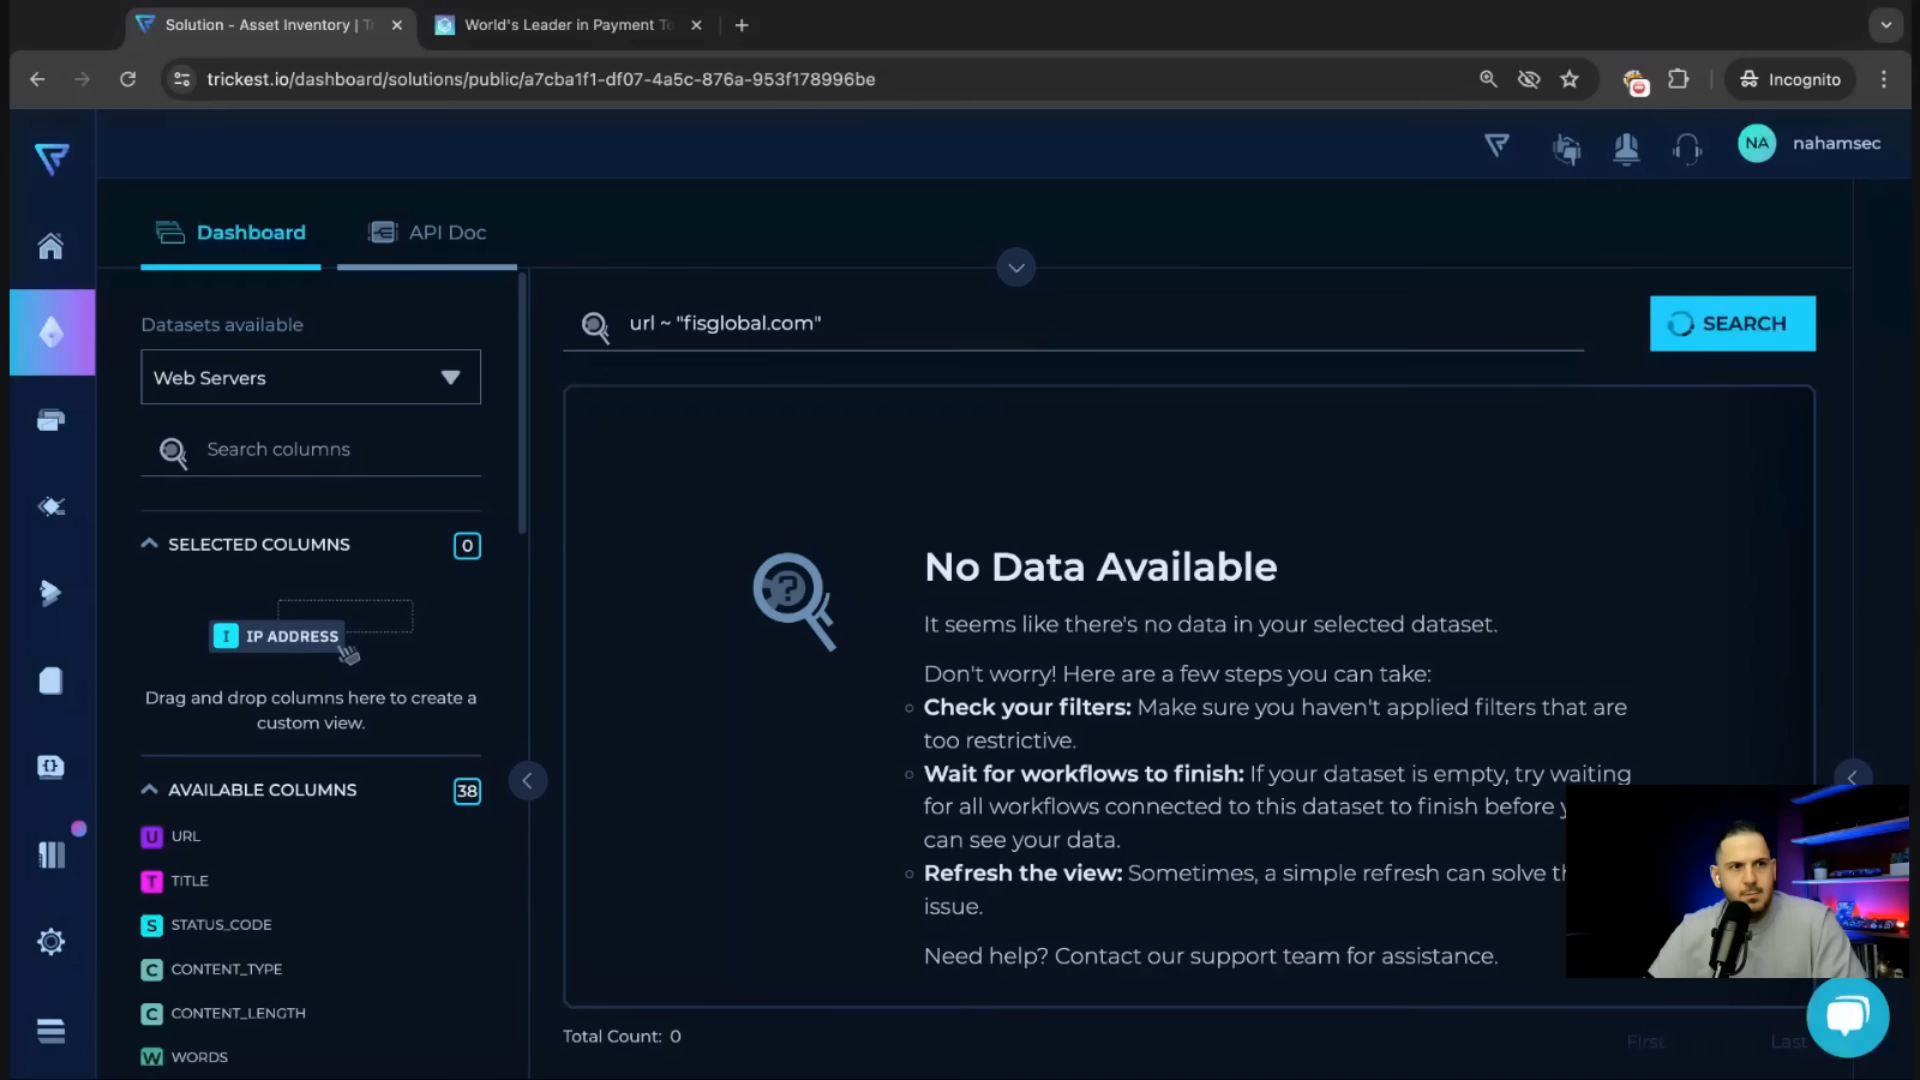 Solution - Asset Inventory | T
World's Leader in Payment To
trickest.io/dashboard/solutions/public/a7cba1f1-df07-4a5c-876a-953f178996be
Incognito
NA
nahamsec
Dashboard
API Doc
Datasets available
Web Servers
Search columns
SELECTED COLUMNS
0
I IP ADDRESS
Drag and drop columns here to create a
custom view.
AVAILABLE COLUMNS
38
U URL
T TITLE
S STATUS_CODE
C CONTENT_TYPE
C CONTENT_LENGTH
W WORDS
url ~ "fisglobal.com"
SEARCH
No Data Available
It seems like there's no data in your selected dataset.
Don't worry! Here are a few steps you can take:
Check your filters: Make sure you haven't applied filters that are
too restrictive.
Wait for workflows to finish: If your dataset is empty, try waiting
for all workflows connected to this dataset to finish before
can see your data.
Refresh the view: Sometimes, a simple refresh can solve
issue.
Need help? Contact our support team for assistance.
Total Count: 0
First
Last